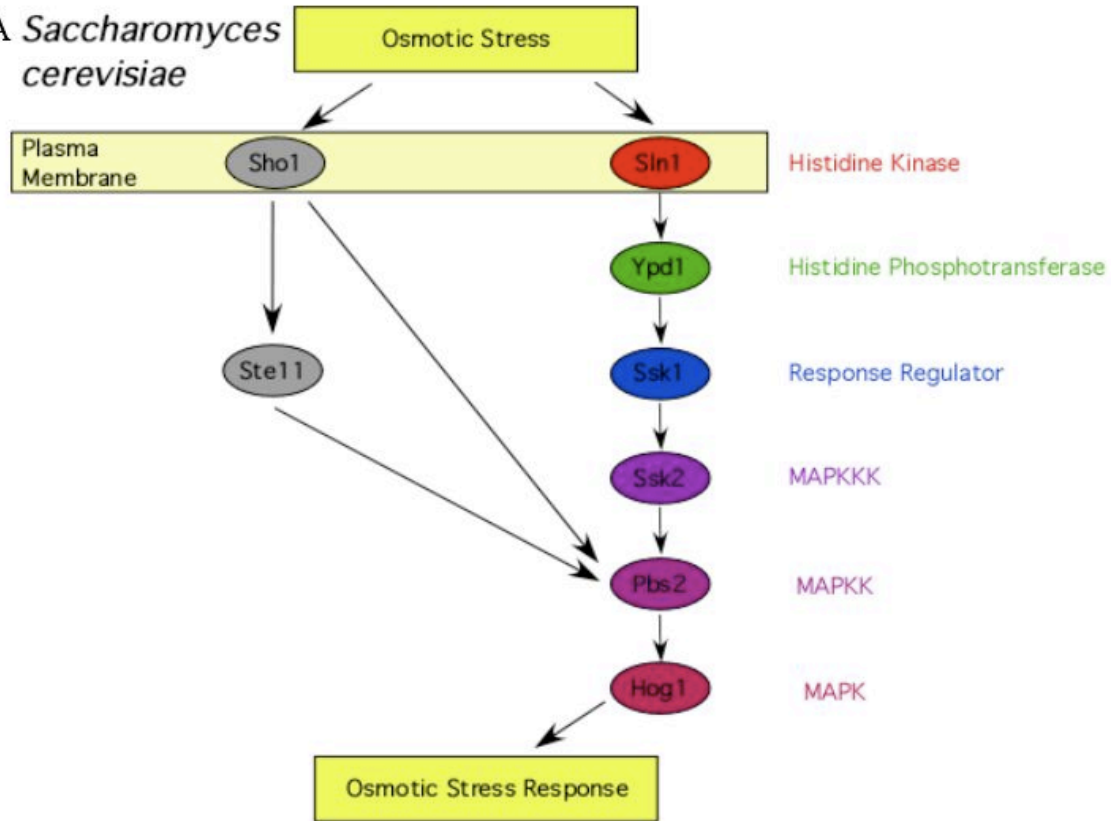 A Saccharomyces
cerevisiae
Osmotic Stress
Plasma
Membrane
Sho1
Sln1
Histidine Kinase
Ypd1
Histidine Phosphotransferase
Ste11
Ssk1
Response Regulator
Ssk2
MAPKKK
Pbs2
MAPKK
Hog1
MAPK
Osmotic Stress Response